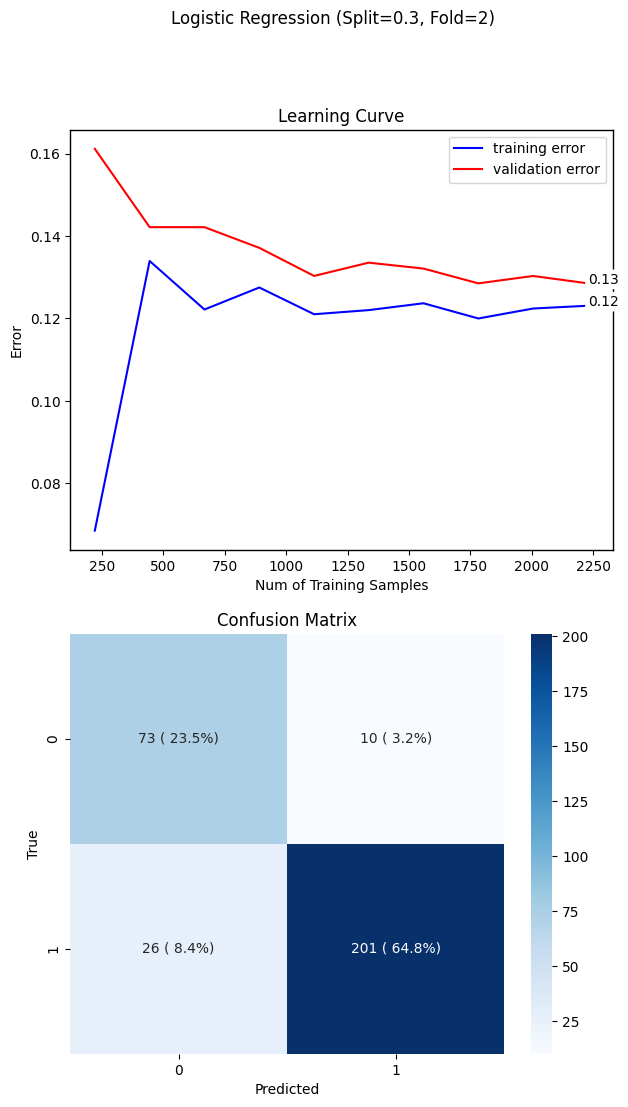 Logistic Regression (Split=0.3, Fold=2)
Learning Curve
training error
validation error
0.16
0.14
0.12
0.10
0.08
Error
0.13
0.12
250 500 750 1000 1250 1500 1750 2000 2250
Num of Training Samples
Confusion Matrix
0
1
True
73 ( 23.5%) 10 ( 3.2%)
26 ( 8.4%) 201 ( 64.8%)
0 1
Predicted
200
175
150
125
100
75
50
25